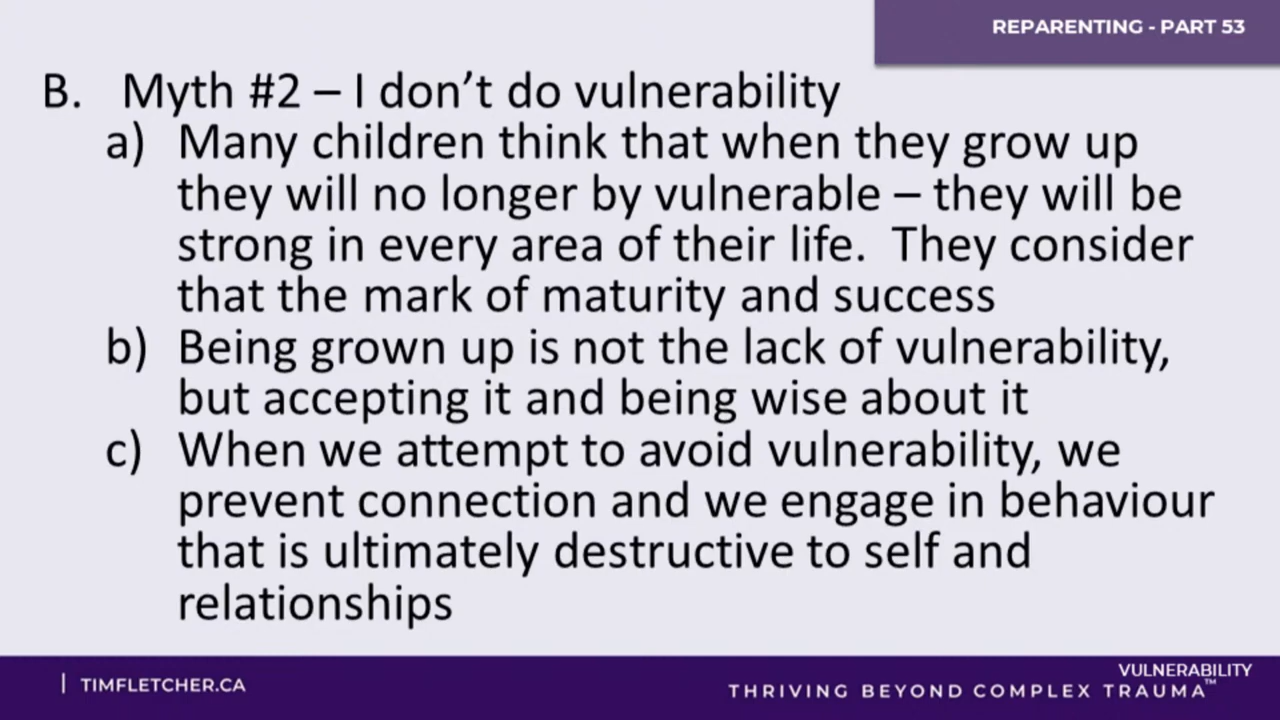 REPARENTING - PART 53
B. Myth #2 – I don't do vulnerability
a) Many children think that when they grow up
they will no longer by vulnerable – they will be
strong in every area of their life.  They consider
that the mark of maturity and success
b) Being grown up is not the lack of vulnerability,
but accepting it and being wise about it
c) When we attempt to avoid vulnerability, we
prevent connection and we engage in behaviour
that is ultimately destructive to self and
relationships
| TIMFLETCHER.CA
VULNERABILITY
THRIVING BEYOND COMPLEX TRAUMA™